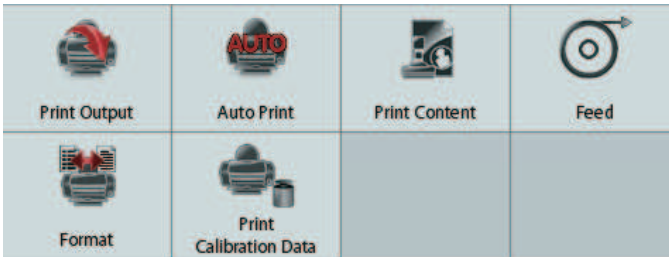 AUTO
Print Output
Auto Print
Print Content
Feed
Format
Print
Calibration Data